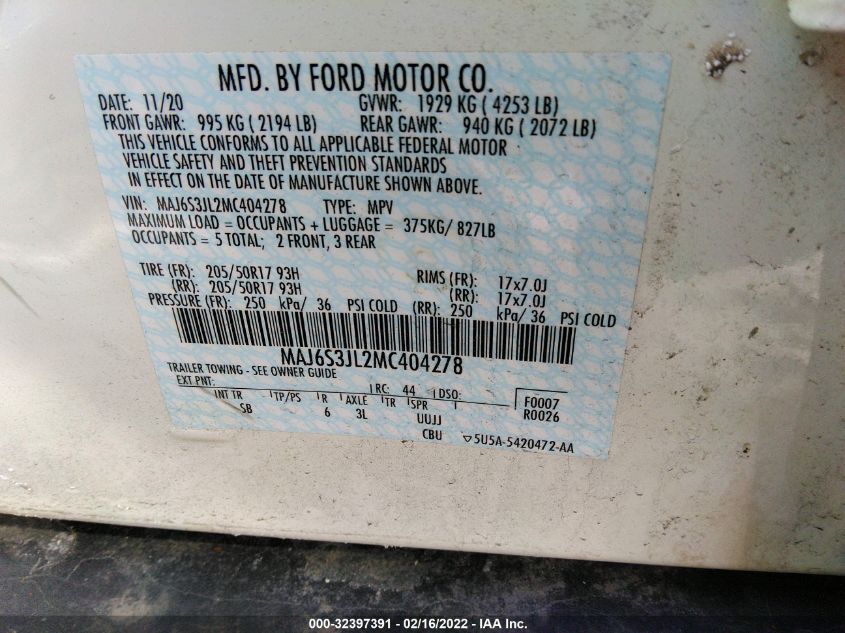 MFD. BY FORD MOTOR CO.
DATE: 11/20 GVWR: 1929 KG ( 4253 LB)
FRONT GAWR: 995 KG ( 2194 LB) REAR GAWR: 940 KG ( 2072 LB)
THIS VEHICLE CONFORMS TO ALL APPLICABLE FEDERAL MOTOR
VEHICLE SAFETY AND THEFT PREVENTION STANDARDS
IN EFFECT ON THE DATE OF MANUFACTURE SHOWN ABOVE.
VIN: MAJ6S3JL2MC404278 TYPE: MPV
MAXIMUM LOAD = OCCUPANTS + LUGGAGE = 375KG/ 827LB
OCCUPANTS = 5 TOTAL; 2 FRONT, 3 REAR
TIRE (FR): 205/50R17 93H RIMS (FR): 17x7.0J
(RR): 205/50R17 93H (RR): 17x7.0J
PRESSURE (FR): 250 kPa/ 36 PSI COLD (RR): 250 kPa/ 36 PSI COLD
MAJ6S3JL2MC404278
TRAILER TOWING - SEE OWNER GUIDE
EXT PNT: RC: 44 DSO: F0007
INT TR TP/PS R AXLE TR SPR R0026
SB 6 3L UUJJ
CBU ▽5U5A-5420472-AA
000-32397391 - 02/16/2022 - IAA Inc.